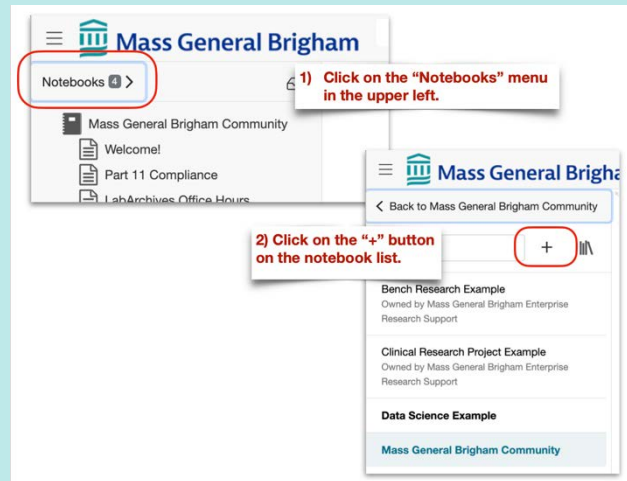 Mass General Brigham
Notebooks 4 >
1) Click on the “Notebooks” menu
in the upper left.
Mass General Brigham Community
Welcome!
Part 11 Compliance
LabArchives Office Hours
Mass General Brigha
< Back to Mass General Brigham Community
2) Click on the “+” button
on the notebook list.
+
Bench Research Example
Owned by Mass General Brigham Enterprise
Research Support
Clinical Research Project Example
Owned by Mass General Brigham Enterprise
Research Support
Data Science Example
Mass General Brigham Community